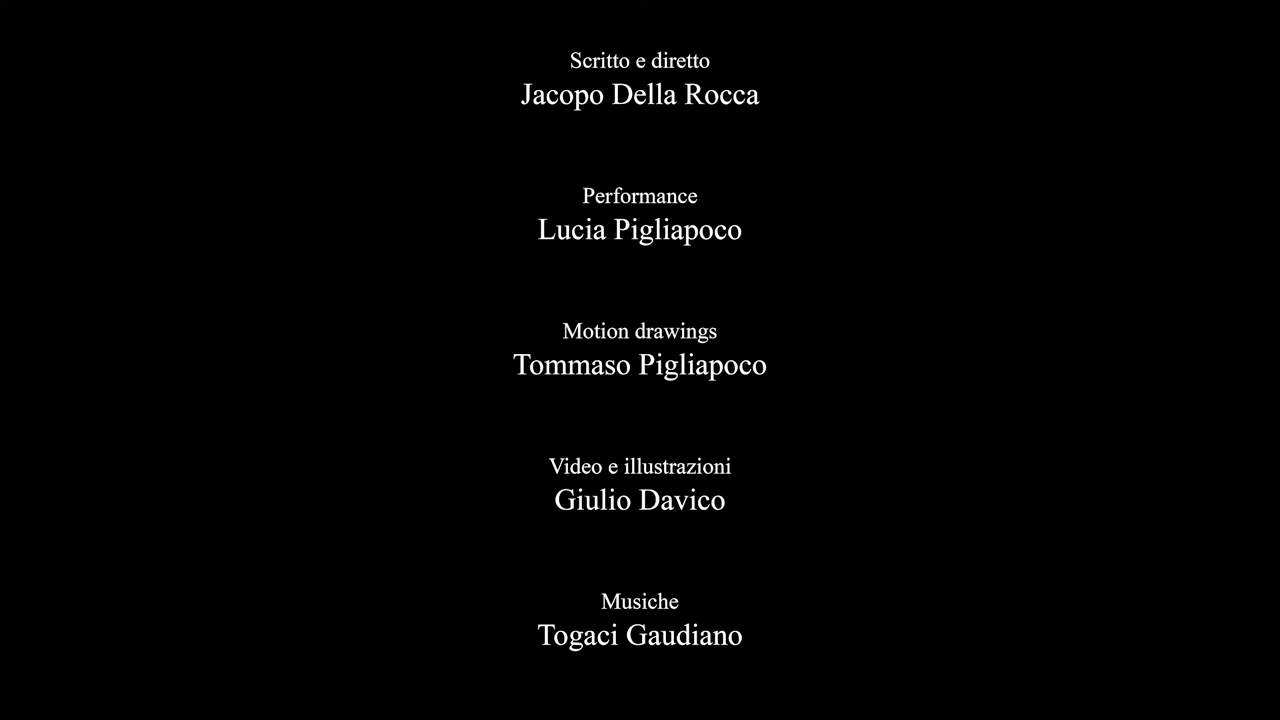 Scritto e diretto
Jacopo Della Rocca
Performance
Lucia Pigliapoco
Motion drawings
Tommaso Pigliapoco
Video e illustrazioni
Giulio Davico
Musiche
Togaci Gaudiano